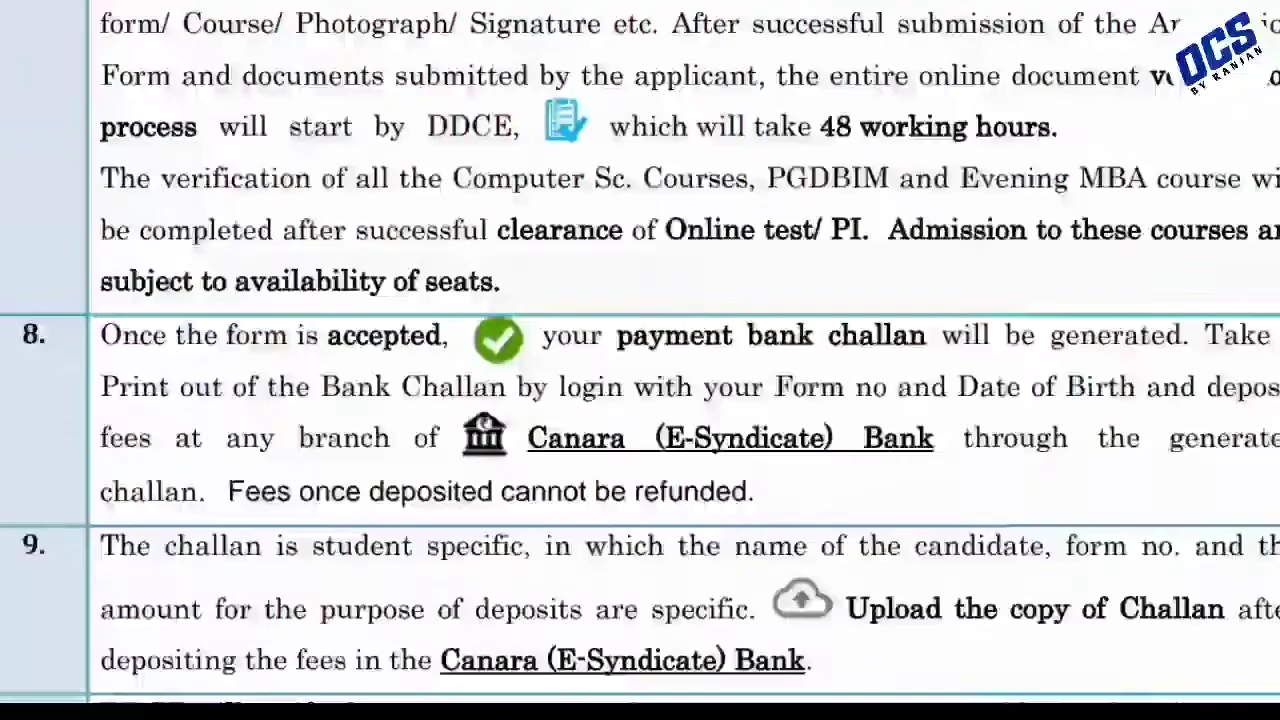 form/ Course/ Photograph/ Signature etc. After successful submission of the
Form and documents submitted by the applicant, the entire online document
process will start by DDCE, which will take 48 working hours.
The verification of all the Computer Sc. Courses, PGDBIM and Evening MBA course
be completed after successful clearance of Online test/ PI. Admission to these courses
subject to availability of seats.
8. Once the form is accepted, your payment bank challan will be generated. Take
Print out of the Bank Challan by login with your Form no and Date of Birth and
fees at any branch of Canara (E-Syndicate) Bank through the
challan. Fees once deposited cannot be refunded.
9. The challan is student specific, in which the name of the candidate, form no. and
amount for the purpose of deposits are specific. Upload the copy of Challan
depositing the fees in the Canara (E-Syndicate) Bank.
OCS
BY RANJAN